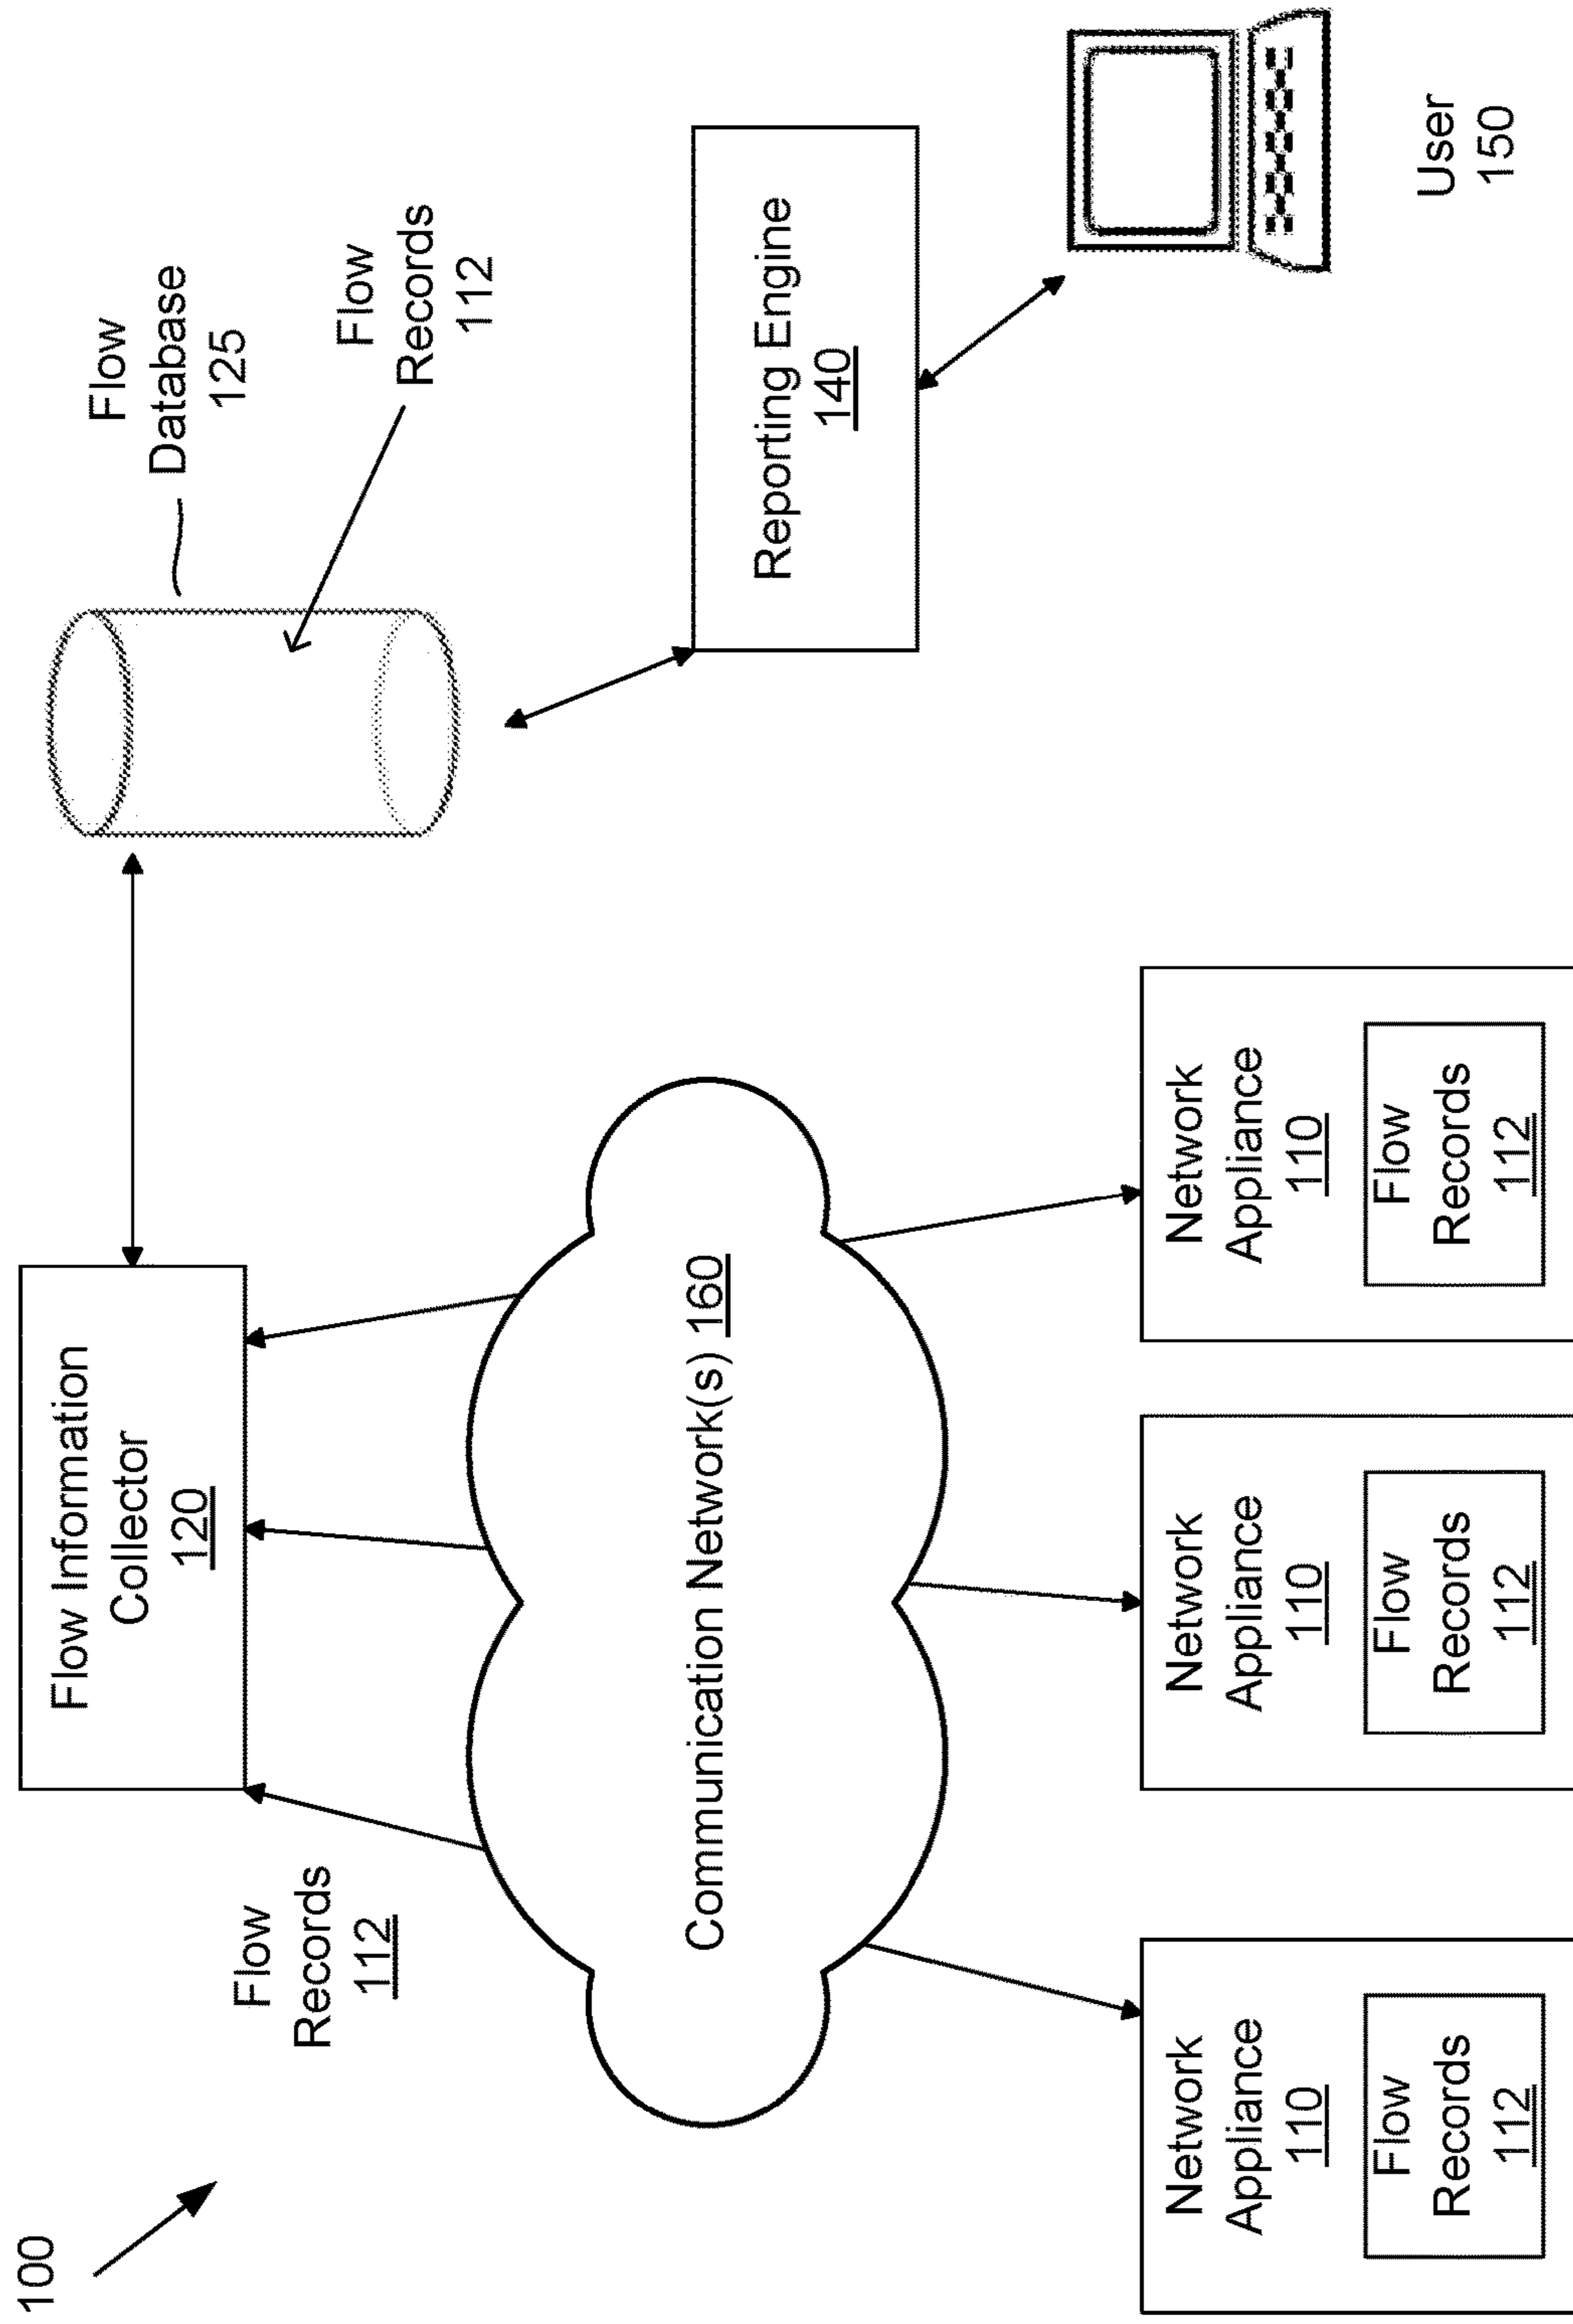 100
Flow Information
Collector
120
Flow
Database
125
Flow
Records
112
Flow
Records
112
Communication Network(s) 160
Reporting Engine
140
User
150
Network
Appliance
110
Flow
Records
112
Network
Appliance
110
Flow
Records
112
Network
Appliance
110
Flow
Records
112